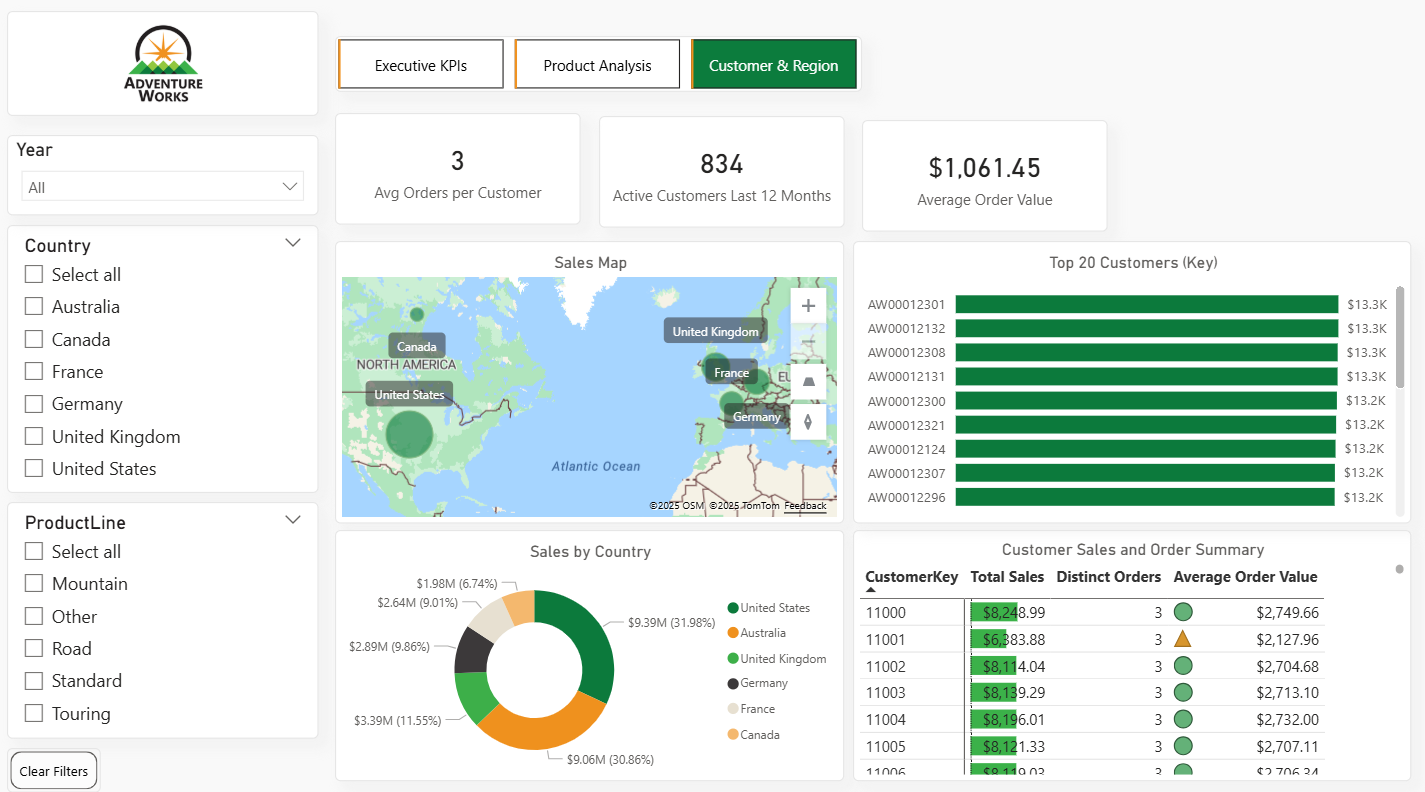 ADVENTURE
WORKS
Executive KPIs
Product Analysis
Customer & Region
Year
All
Country
Select all
Australia
Canada
France
Germany
United Kingdom
United States
ProductLine
Select all
Mountain
Other
Road
Standard
Touring
Clear Filters
3
Avg Orders per Customer
834
Active Customers Last 12 Months
$1,061.45
Average Order Value
Sales Map
Canada
NORTH AMERICA
United States
United Kingdom
France
EU
Germany
Atlantic Ocean
©2025 OSM ©2025 TomTom Feedback
Top 20 Customers (Key)
AW00012301 $13.3K
AW00012132 $13.3K
AW00012308 $13.3K
AW00012131 $13.3K
AW00012300 $13.2K
AW00012321 $13.2K
AW00012124 $13.2K
AW00012307 $13.2K
AW00012296 $13.2K
Sales by Country
$1.98M (6.74%)
$2.64M (9.01%)
$2.89M (9.86%)
$3.39M (11.55%)
$9.39M (31.98%)
$9.06M (30.86%)
United States
Australia
United Kingdom
Germany
France
Canada
Customer Sales and Order Summary
CustomerKey Total Sales Distinct Orders Average Order Value
11000 $8,248.99 3 $2,749.66
11001 $6,383.88 3 $2,127.96
11002 $8,114.04 3 $2,704.68
11003 $8,139.29 3 $2,713.10
11004 $8,196.01 3 $2,732.00
11005 $8,121.33 3 $2,707.11
11006 $8,119.03 3 $2,706.34